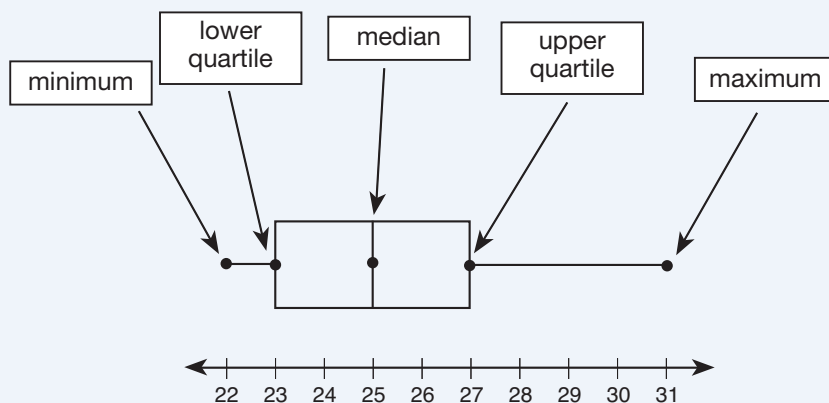 minimum
lower
quartile
median
upper
quartile
maximum
22 23 24 25 26 27 28 29 30 31